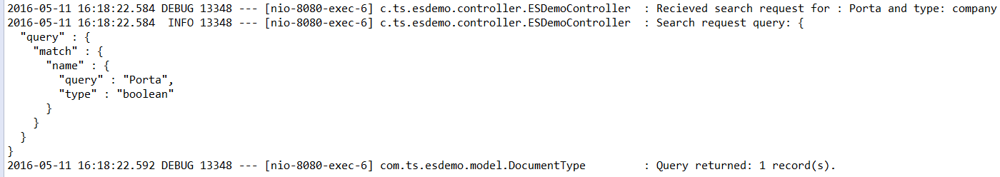 2016-05-11 16:18:22.584 DEBUG 13348 --- [nio-8080-exec-6] c.ts.esdemo.controller.ESDemoController  : Recieved search request for : Porta and type: company
2016-05-11 16:18:22.584  INFO 13348 --- [nio-8080-exec-6] c.ts.esdemo.controller.ESDemoController  : Search request query: {
  "query" : {
    "match" : {
      "name" : {
        "query" : "Porta",
        "type" : "boolean"
      }
    }
  }
}
2016-05-11 16:18:22.592 DEBUG 13348 --- [nio-8080-exec-6] com.ts.esdemo.model.DocumentType         : Query returned: 1 record(s).